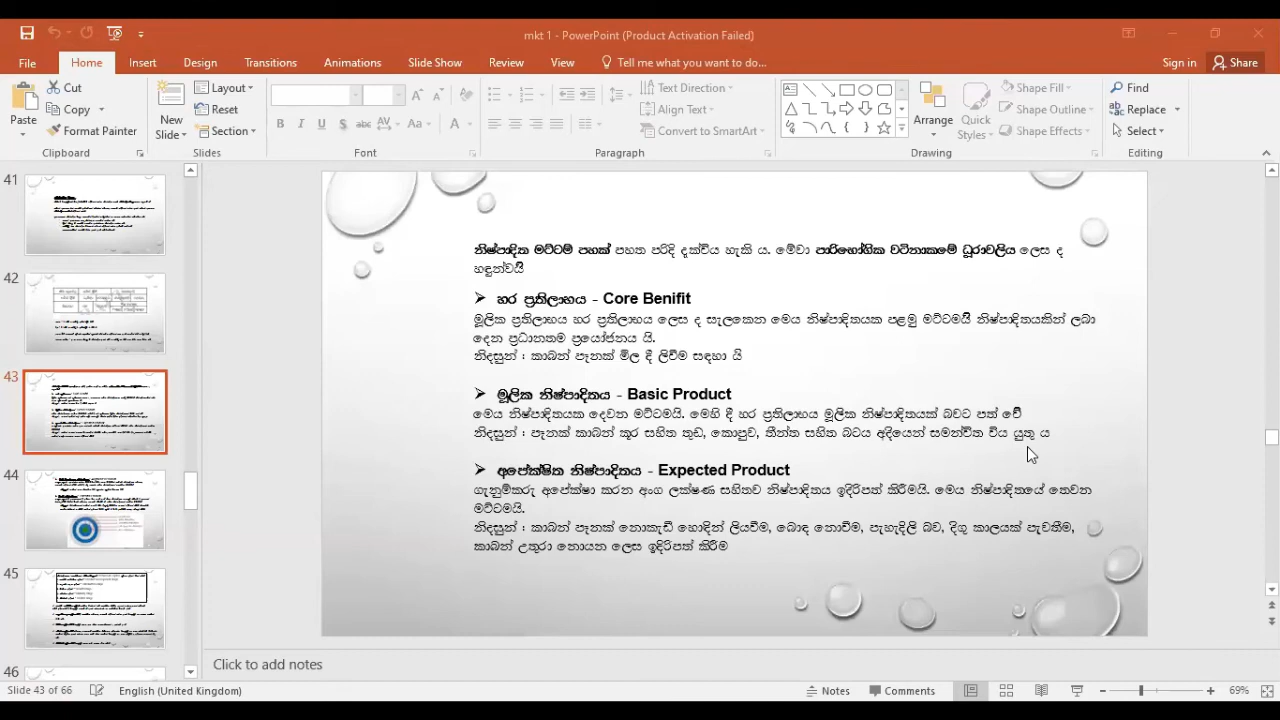 mkt 1 - PowerPoint (Product Activation Failed)
File Home Insert Design Transitions Animations Slide Show Review View Tell me what you want to do... Sign in Share
Paste Cut Copy Format Painter
Clipboard
New Slide Layout Reset Section
Slides
B I U S abc AV Aa A
Font
Text Direction Align Text Convert to SmartArt
Paragraph
Arrange Quick Styles Shape Fill Shape Outline Shape Effects
Drawing
Find Replace Select
Editing
41
42
43
44
45
46
නිෂ්පාදිත මට්ටම් පහක් පහත පරිදි දැක්විය හැකි ය. මේවා පාරිභෝගික වටිනාකමේ ධූරාවලිය ලෙස ද
හඳුන්වයි
➢ හර ප්‍රතිලාභය - Core Benifit
මූලික ප්‍රතිලාභය හර ප්‍රතිලාභය ලෙස ද සැලකෙන මෙය නිෂ්පාදිතයක පළමු මට්ටමයි නිෂ්පාදිතයකින් ලබා
දෙන ප්‍රධානතම ප්‍රයෝජනය යි.
නිදසුන් : කාබන් පෑනක් මිල දී ලිවීම සඳහා යි
➢ මූලික නිෂ්පාදිතය - Basic Product
මෙය නිෂ්පාදිතයක දෙවන මට්ටමයි. මෙහි දී හර ප්‍රතිලාභය මූලික නිෂ්පාදිතයක් බවට පත් වේ
නිදසුන් : පෑනක් කාබන් කූර සහිත තුඩ, කොපුව, තීන්ත සහිත බටය අදියෙන් සමන්විත විය යුතු ය
➢ අපේක්ෂිත නිෂ්පාදිතය - Expected Product
ගැනුම්කරු අපේක්ෂා කරන අංග ලක්ෂණ සහිතව නිෂ්පාදිතය ඉදිරිපත් කිරීමයි මෙය නිෂ්පාදිතයේ තෙවන
මට්ටමයි.
නිදසුන් : කාබන් පෑනක් නොකැඩී හොඳින් ලියවීම, බොඳ නොවීම, පැහැදිලි බව, දිගු කාලයක් පැවතීම,
කාබන් උතුරා නොයන ලෙස ඉදිරිපත් කිරීම
Click to add notes
Slide 43 of 66 English (United Kingdom) Notes Comments 69%